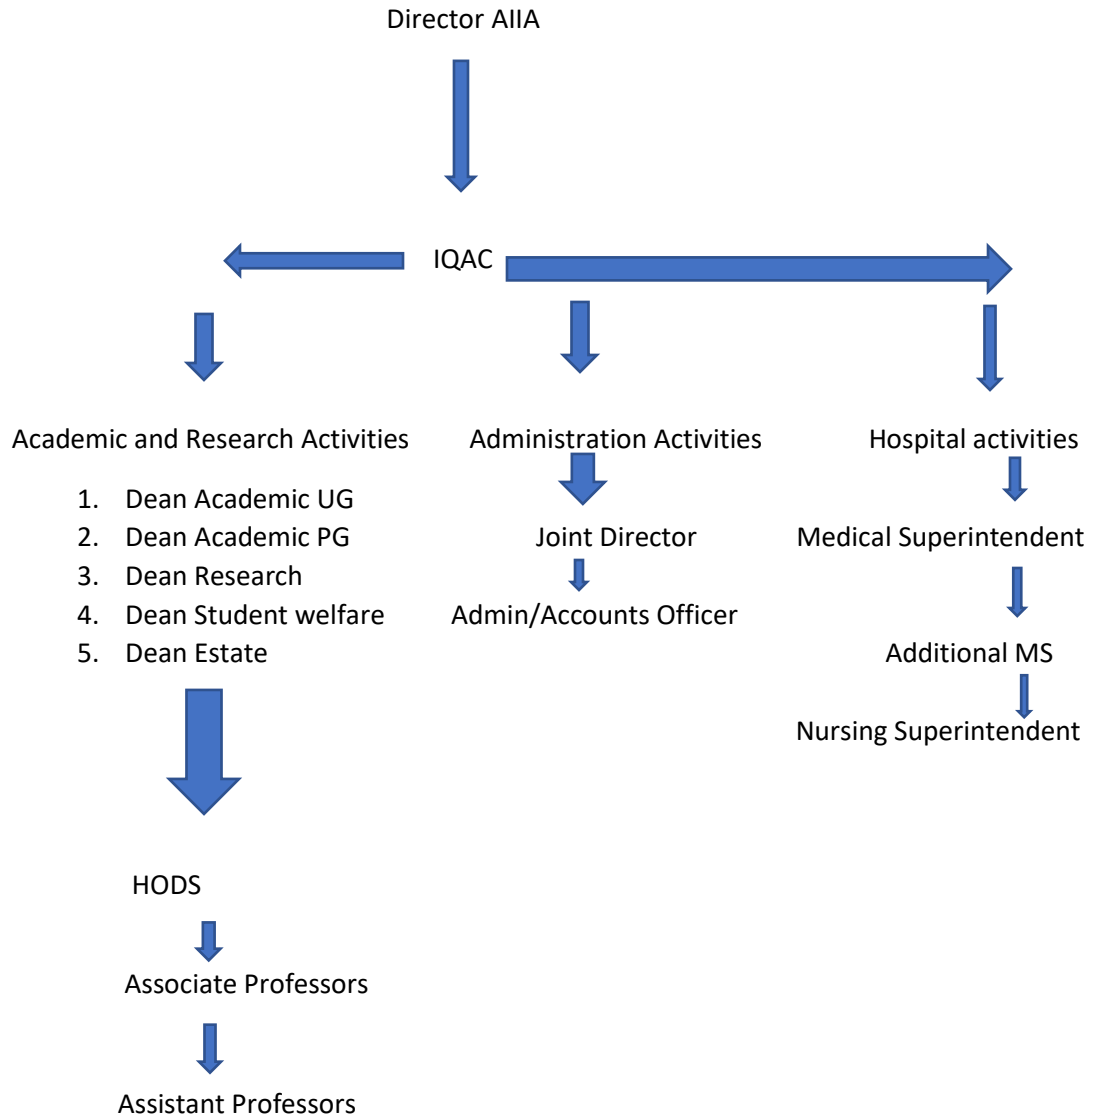 Director AIIA
IQAC
Academic and Research Activities
Administration Activities
Hospital activities
1. Dean Academic UG
2. Dean Academic PG
3. Dean Research
4. Dean Student welfare
5. Dean Estate
Joint Director
Admin/Accounts Officer
Medical Superintendent
Additional MS
Nursing Superintendent
HODS
Associate Professors
Assistant Professors